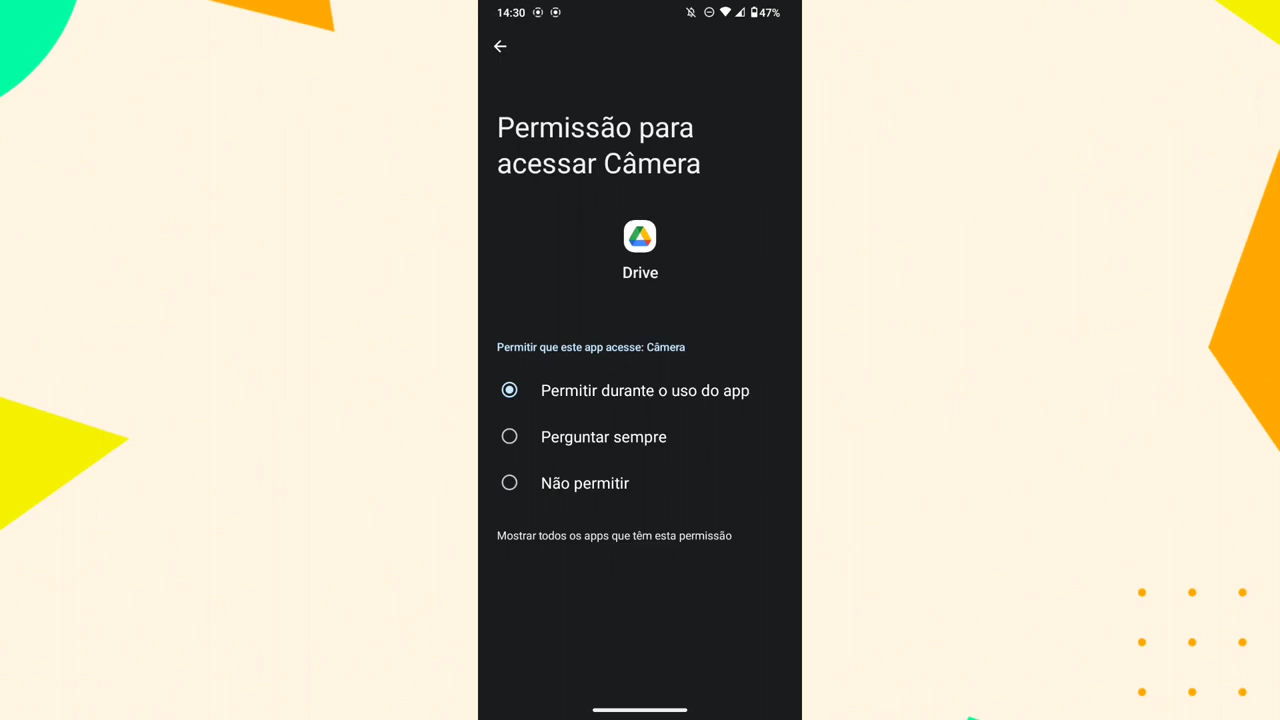 14:30 47%
Permissão para
acessar Câmera
Drive
Permitir que este app acesse: Câmera
Permitir durante o uso do app
Perguntar sempre
Não permitir
Mostrar todos os apps que têm esta permissão